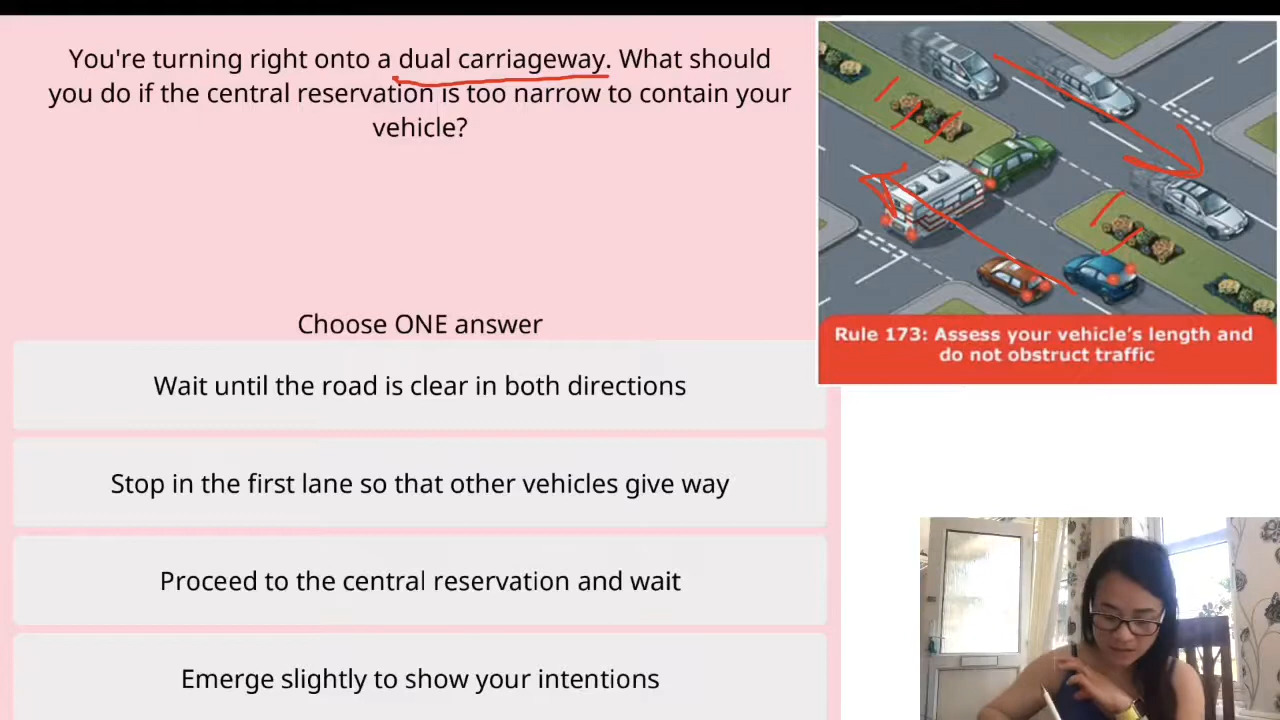 You're turning right onto a dual carriageway. What should
you do if the central reservation is too narrow to contain your
vehicle?
Choose ONE answer
Wait until the road is clear in both directions
Stop in the first lane so that other vehicles give way
Proceed to the central reservation and wait
Emerge slightly to show your intentions
Rule 173: Assess your vehicle's length and
do not obstruct traffic